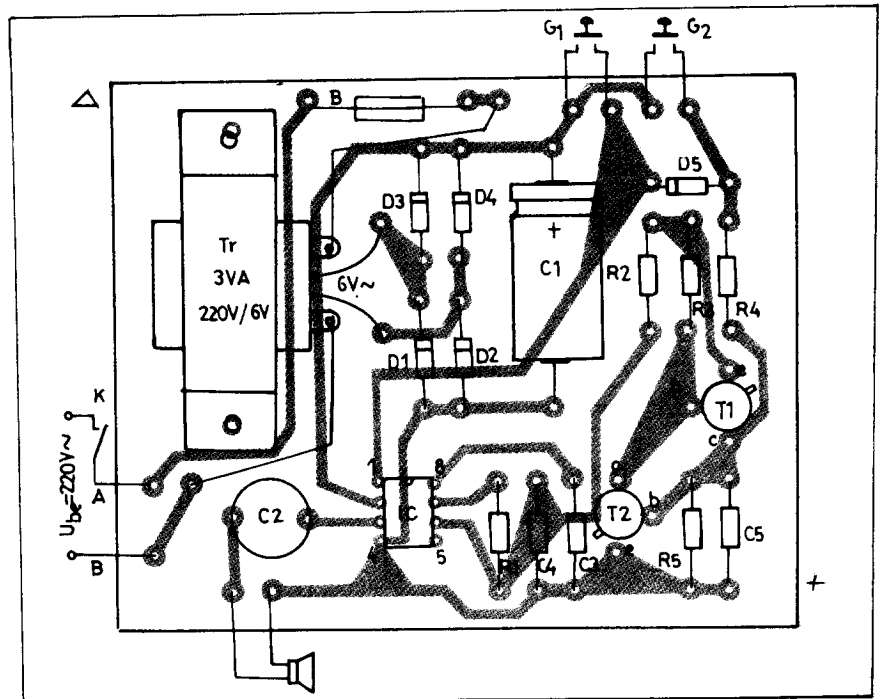 G1
G2
B
D3
D4
D5
Tr
3VA
220V/6V
6V~
+
C1
R2
R3
R4
D1
D2
T1
e
c
K
A
Ube=220V~
B
C2
1
8
IC
4
5
c
T2
b
e
C4
C3
R5
C5
+